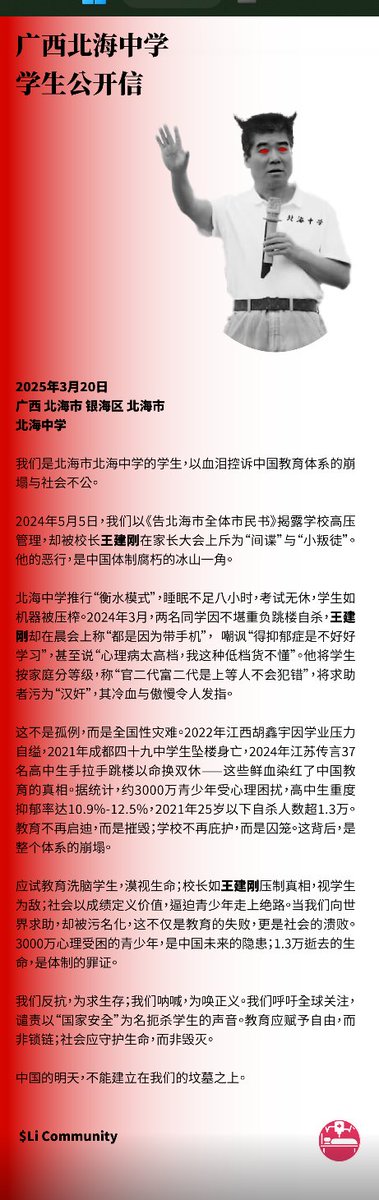 广西北海中学
学生公开信
北海中学
2025年3月20日
广西 北海市 银海区 北海市
北海中学
我们是北海市北海中学的学生，以血泪控诉中国教育体系的崩
塌与社会不公。
2024年5月5日，我们以《告北海市全体市民书》揭露学校高压
管理，却被校长王建刚在家长大会上斥为“间谍”与“小叛徒”。
他的恶行，是中国体制腐朽的冰山一角。
北海中学推行“衡水模式”，睡眠不足八小时，考试无休，学生如
机器被压榨。2024年3月，两名同学因不堪重负跳楼自杀，王建
刚却在晨会上称“都是因为带手机”， 嘲讽“得抑郁症是不好好
学习”，甚至说“心理病太高档，我这种低档货不懂”。他将学生
按家庭分等级，称“官二代富二代是上等人不会犯错”，将求助
者污为“汉奸”，其冷血与傲慢令人发指。
这不是孤例，而是全国性灾难。2022年江西胡鑫宇因学业压力
自缢，2021年成都四十九中学生坠楼身亡，2024年江苏传言37
名高中生手拉手跳楼以命换双休——这些鲜血染红了中国教育
的真相。据统计，约3000万青少年受心理困扰，高中生重度
抑郁率达10.9%-12.5%，2021年25岁以下自杀人数超1.3万。
教育不再启迪，而是摧毁；学校不再庇护，而是囚笼。这背后，是
整个体系的崩塌。
应试教育洗脑学生，漠视生命；校长如王建刚压制真相，视学生
为敌；社会以成绩定义价值，逼迫青少年走上绝路。当我们向世
界求助，却被污名化，这不仅是教育的失败，更是社会的溃败。
3000万心理受困的青少年，是中国未来的隐患；1.3万逝去的生
命，是体制的罪证。
我们反抗，为求生存；我们呐喊，为唤正义。我们呼吁全球关注，
谴责以“国家安全”为名扼杀学生的声音。教育应赋予自由，而
非锁链；社会应守护生命，而非毁灭。
中国的明天，不能建立在我们的坟墓之上。
$Li Community